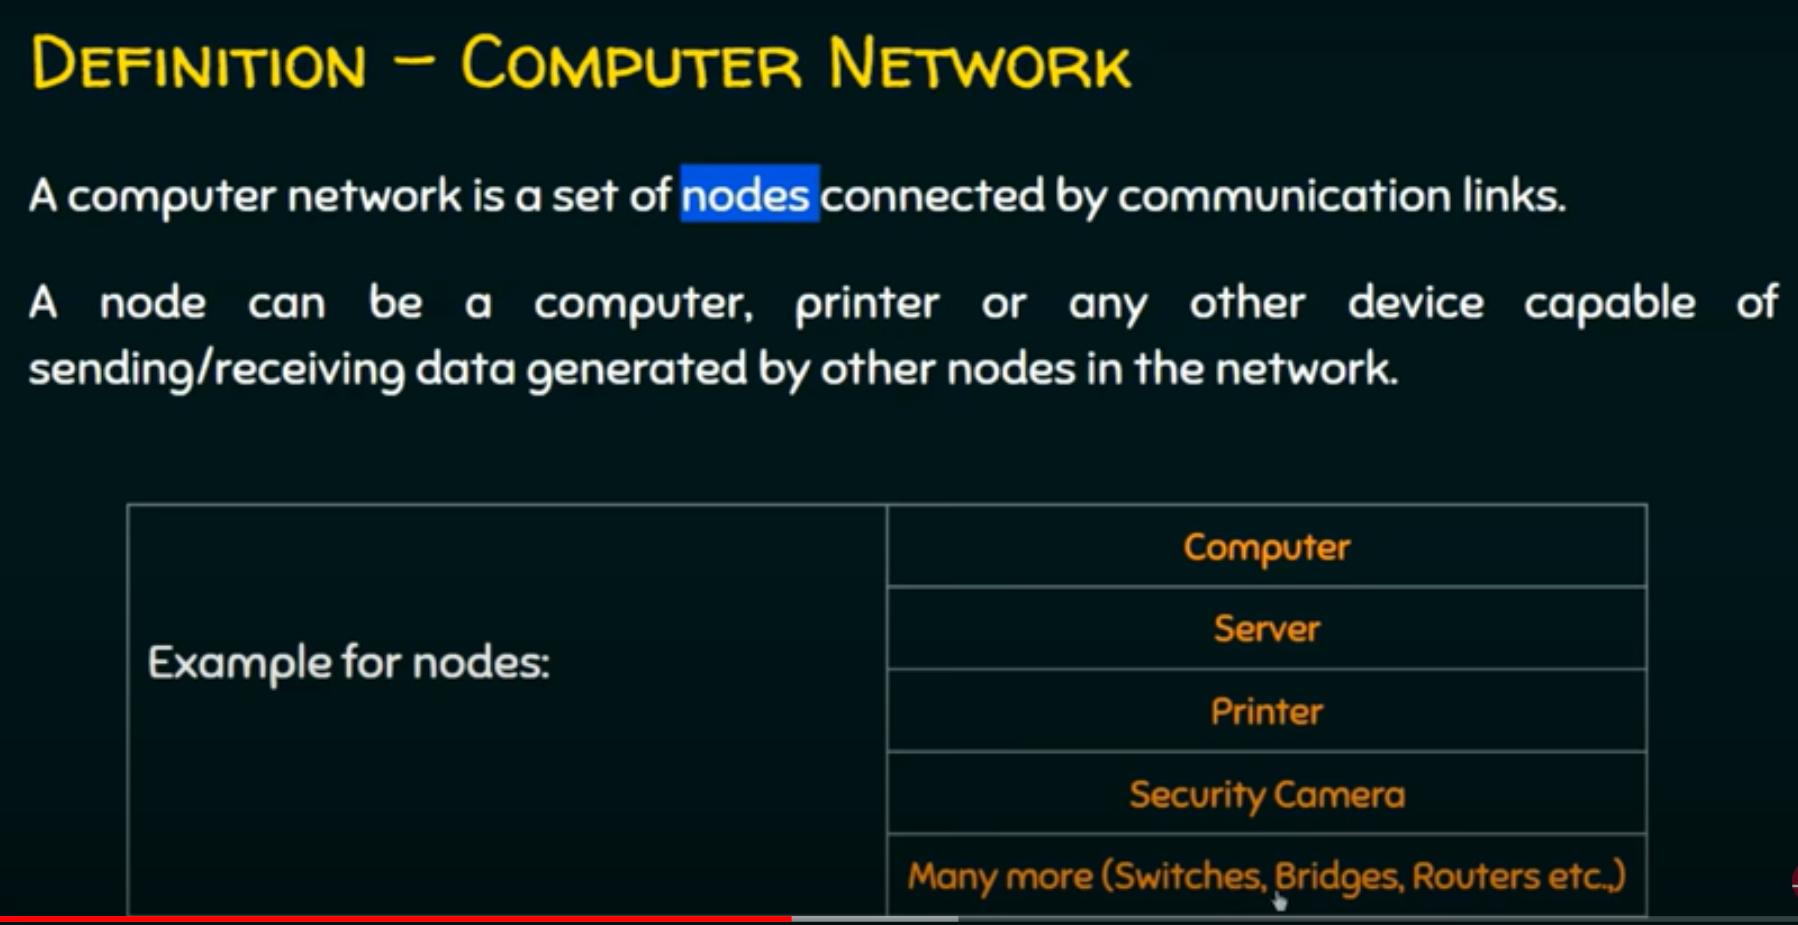 DEFINITION – COMPUTER NETWORK
A computer network is a set of nodes connected by communication links.
A node can be a computer, printer or any other device capable of
sending/receiving data generated by other nodes in the network.
Example for nodes:
Computer
Server
Printer
Security Camera
Many more (Switches, Bridges, Routers etc.,)